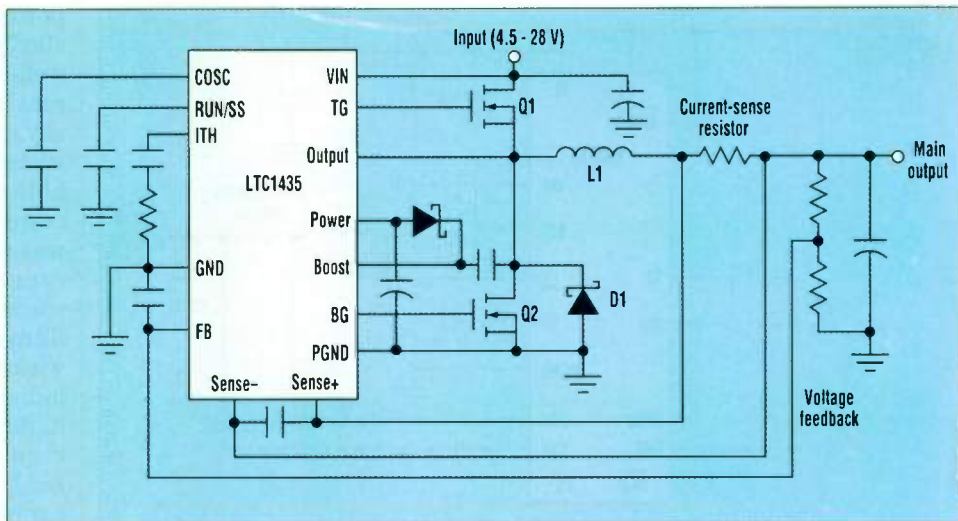 Input (4.5 - 28 V)
COSC
VIN
RUN/SS
TG
Q1
Current-sense
resistor
ITH
Output
L1
Main
output
LTC1435
Power
Boost
GND
BG
Q2
D1
FB
PGND
Sense–
Sense+
Voltage
feedback